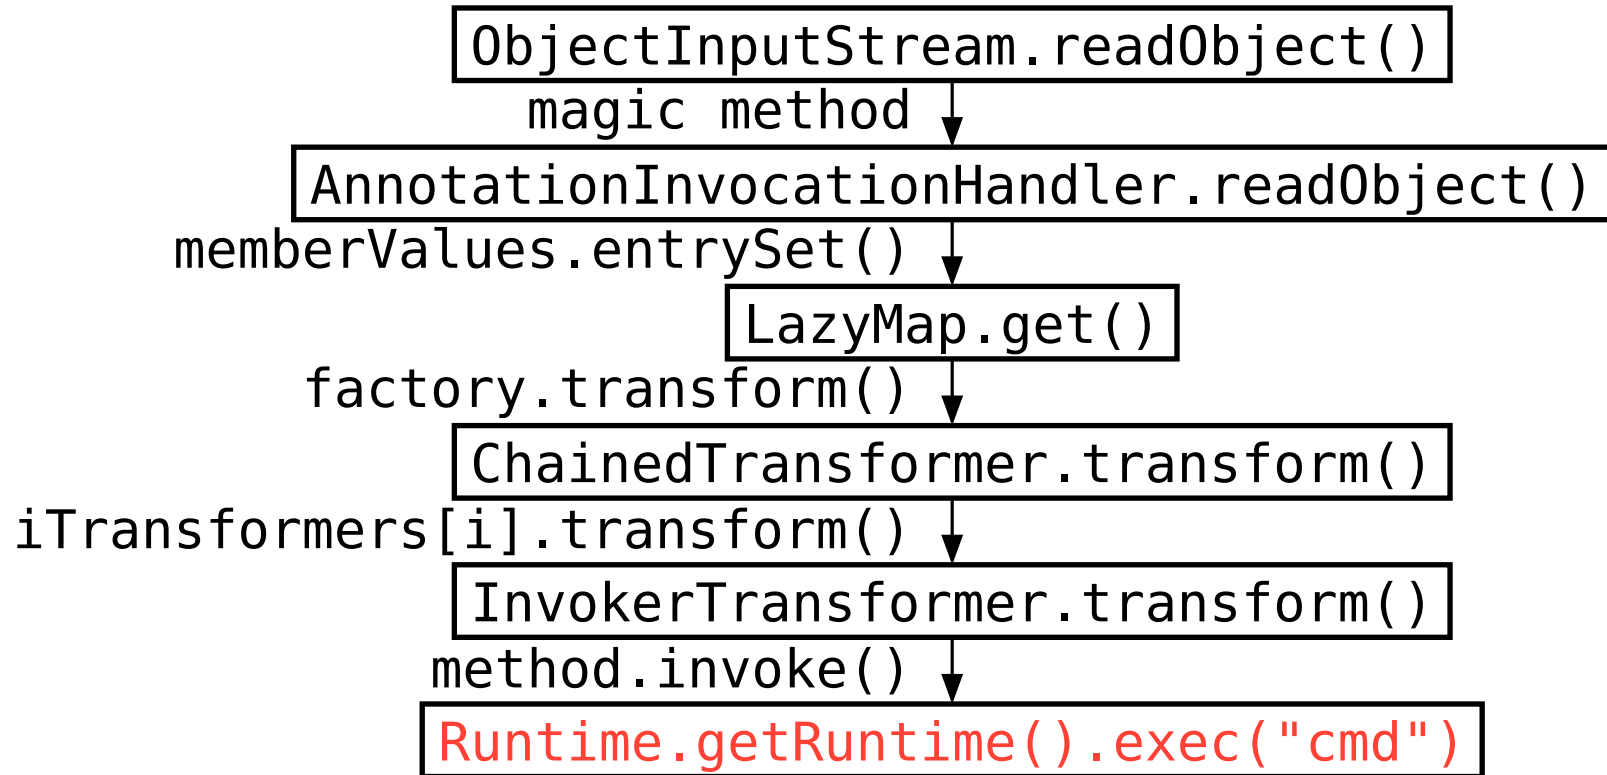 ObjectInputStream.readObject()
magic method
AnnotationInvocationHandler.readObject()
memberValues.entrySet()
LazyMap.get()
factory.transform()
ChainedTransformer.transform()
iTransformers[i].transform()
InvokerTransformer.transform()
method.invoke()
Runtime.getRuntime().exec("cmd")